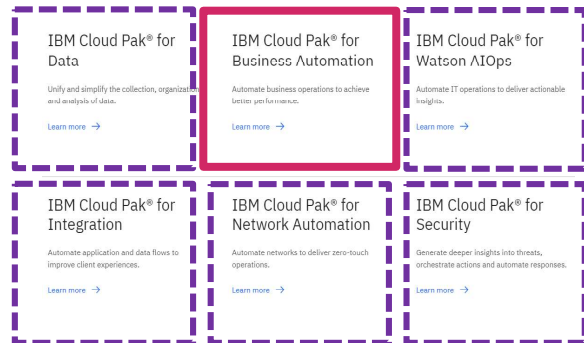 IBM Cloud Pak® for
Data
Unify and simplify the collection, organization
and analysis of data.
Learn more →
IBM Cloud Pak® for
Business Automation
Automate business operations to achieve
better performance.
Learn more →
IBM Cloud Pak® for
Watson AIOps
Automate IT operations to deliver actionable
insights.
Learn more →
IBM Cloud Pak® for
Integration
Automate application and data flows to
improve client experiences.
Learn more →
IBM Cloud Pak® for
Network Automation
Automate networks to deliver zero-touch
operations.
Learn more →
IBM Cloud Pak® for
Security
Generate deeper insights into threats,
orchestrate actions and automate responses.
Learn more →